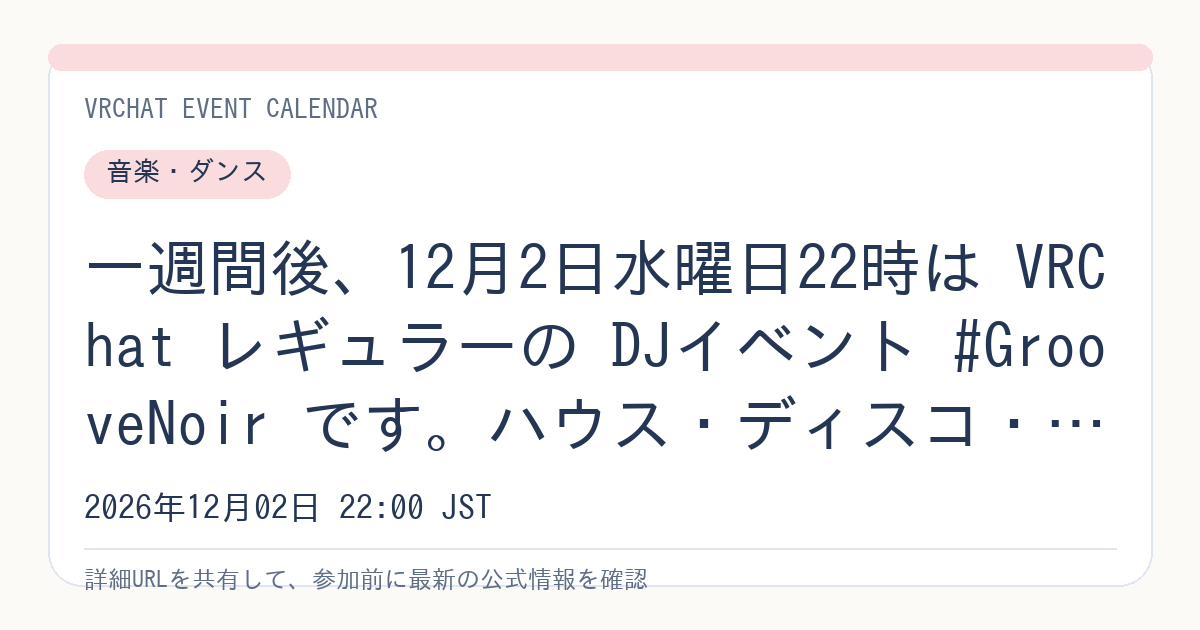 VRCHAT EVENT CALENDAR
音楽・ダンス
一週間後、12月2日水曜日22時は VRC
hat レギュラーの DJイベント #Groo
veNoir です。ハウス・ディスコ・…
2026年12月02日 22:00 JST
詳細URLを共有して、参加前に最新の公式情報を確認